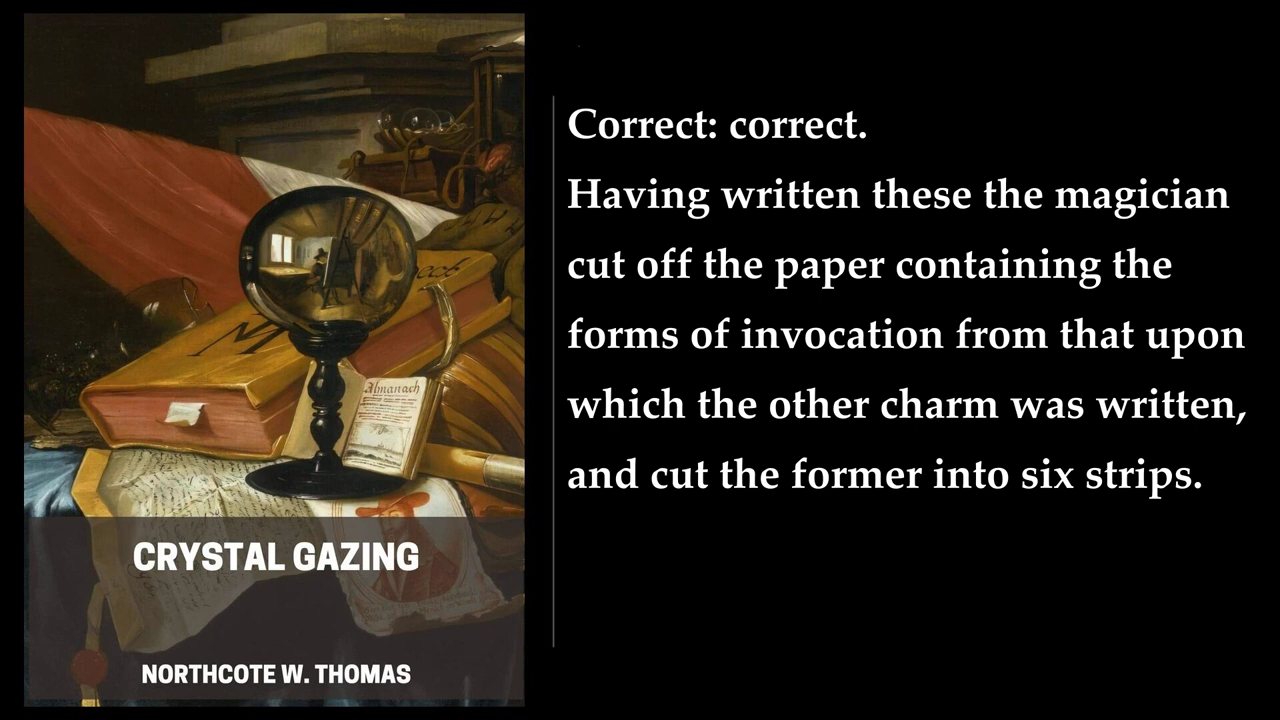 Correct: correct.
Having written these the magician
cut off the paper containing the
forms of invocation from that upon
which the other charm was written,
and cut the former into six strips.
Almanach
M
CRYSTAL GAZING
NORTHCOTE W. THOMAS